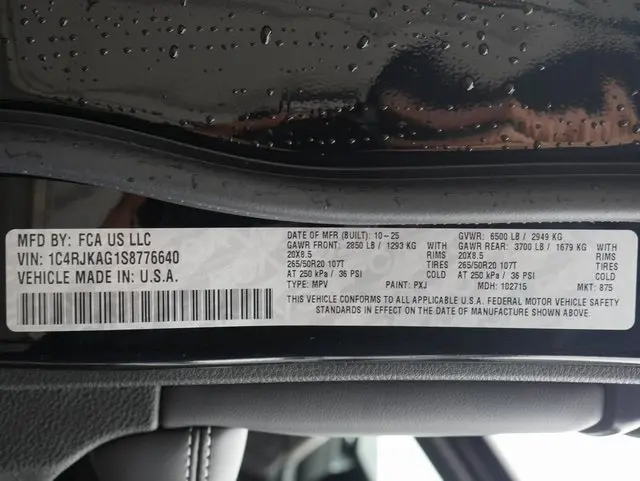 MFD BY: FCA US LLC
VIN: 1C4RJKAG1S8776640
VEHICLE MADE IN U.S.A.
DATE OF MFR (BUILT): 10-25 GVWR: 6500 LB / 2949 KG
GAWR FRONT: 2850 LB / 1293 KG WITH GAWR REAR: 3700 LB / 1679 KG WITH
20X8.5 RIMS 20X8.5 RIMS
265/50R20 107T TIRES 265/50R20 107T TIRES
AT 250 kPa / 36 PSI COLD AT 250 kPa / 36 PSI COLD
TYPE: MPV PAINT: PXJ MDH: 102715 MKT: 875
THIS VEHICLE CONFORMS TO ALL APPLICABLE U.S.A. FEDERAL MOTOR VEHICLE SAFETY
STANDARDS IN EFFECT ON THE DATE OF MANUFACTURE SHOWN ABOVE.